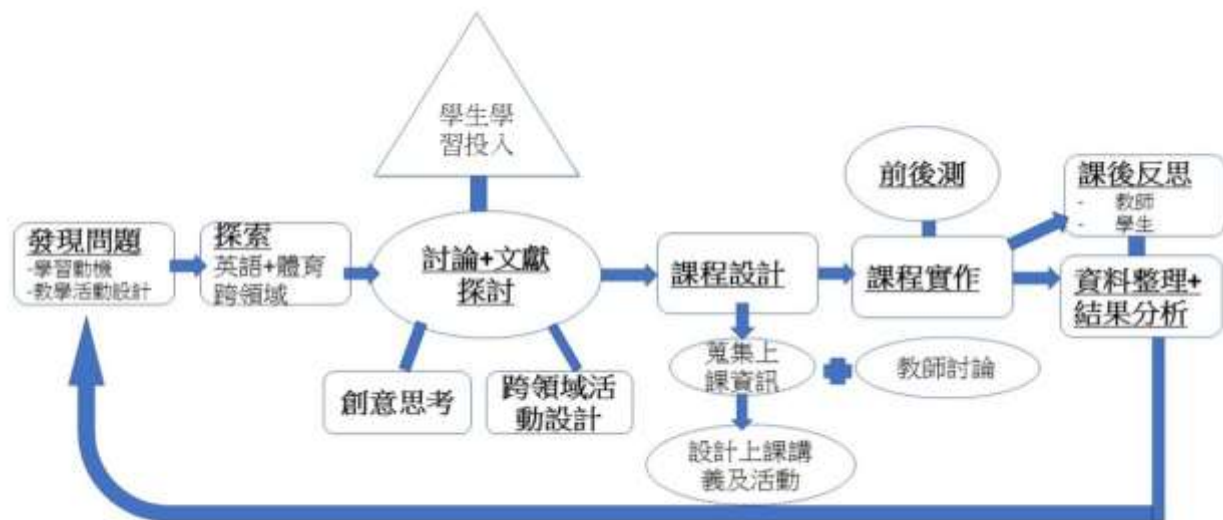 學生學
習投入
發現問題
-學習動機
-教學活動設計
探索
英語+體育
跨領域
討論+文獻
探討
創意思考
跨領域活
動設計
課程設計
蒐集上
課資訊
教師討論
設計上課講
義及活動
前後測
課程實作
課後反思
- 教師
- 學生
資料整理+
結果分析